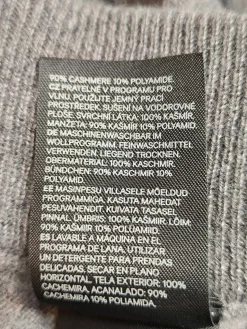 90% CASHMERE 10% POLYAMIDE.
CZ PRATELNÉ V PROGRAMU PRO
VLNU. POUŽIJTE JEMNÝ PRACÍ
PROSTŘEDEK. SUŠENÍ NA VODOROVNÉ
PLOŠE. SVRCHNÍ LÁTKA: 100% KAŠMÍR.
MANŽETA: 90% KAŠMÍR 10% POLYAMID
DE MASCHINENWASCHBAR IM
WOLLPROGRAMM. FEINWASCHMITTEL
VERWENDEN. LIEGEND TROCKNEN.
OBERMATERIAL: 100% KASCHMIR.
BÜNDCHEN: 90% KASCHMIR 10%
POLYAMID.
EE MASINPESU VILLASELE MÕELDUD
PROGRAMMIGA. KASUTA MAHEDAT
PESUVAHENDIT. KUIVATA TASASEL
PINNAL. ÜMBRIS: 100% KAŠMIIR. LÕIM:
90% KAŠMIIR 10% POLÜAMIID.
ES LAVABLE A MÁQUINA EN EL
PROGRAMA DE LANA. UTILIZAR
UN DETERGENTE PARA PRENDAS
DELICADAS. SECAR EN PLANO
HORIZONTAL. TELA EXTERIOR: 100%
CACHEMIRA, ACANALADO: 90%
CACHEMIRA 10% POLIAMIDA.